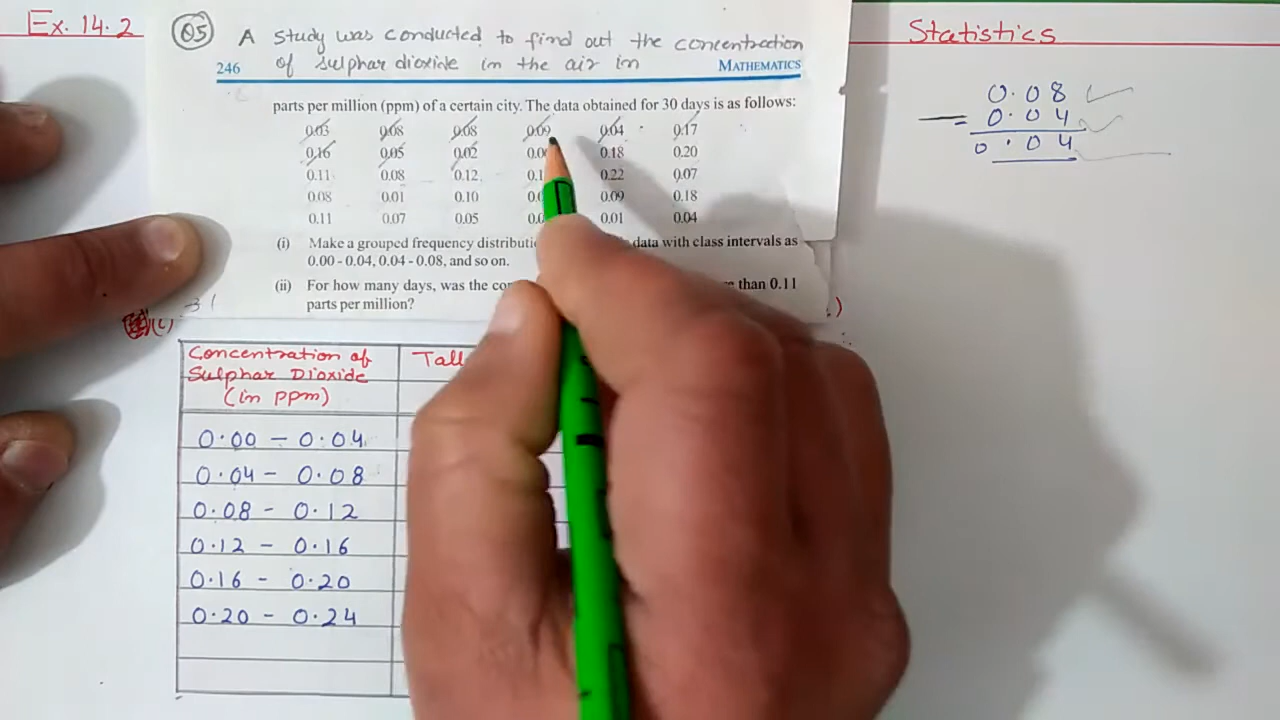 Ex. 14.2
Statistics
Q5 A study was conducted to find out the concentration
of sulphar dioxide in the air in
246 MATHEMATICS
parts per million (ppm) of a certain city. The data obtained for 30 days is as follows:
0.03 0.08 0.08 0.09 0.04 0.17
0.16 0.05 0.02 0.18 0.20
0.11 0.08 0.12 0.22 0.07
0.08 0.01 0.10 0.09 0.18
0.11 0.07 0.05 0.01 0.04
(i) Make a grouped frequency data with class intervals as
0.00 - 0.04, 0.04 - 0.08, and so on.
(ii) For how many days, was the than 0.11
parts per million?
0.08
0.04
0.04
Concentration of
Sulphar Dioxide
(in ppm)
0.00 - 0.04
0.04 - 0.08
0.08 - 0.12
0.12 - 0.16
0.16 - 0.20
0.20 - 0.24